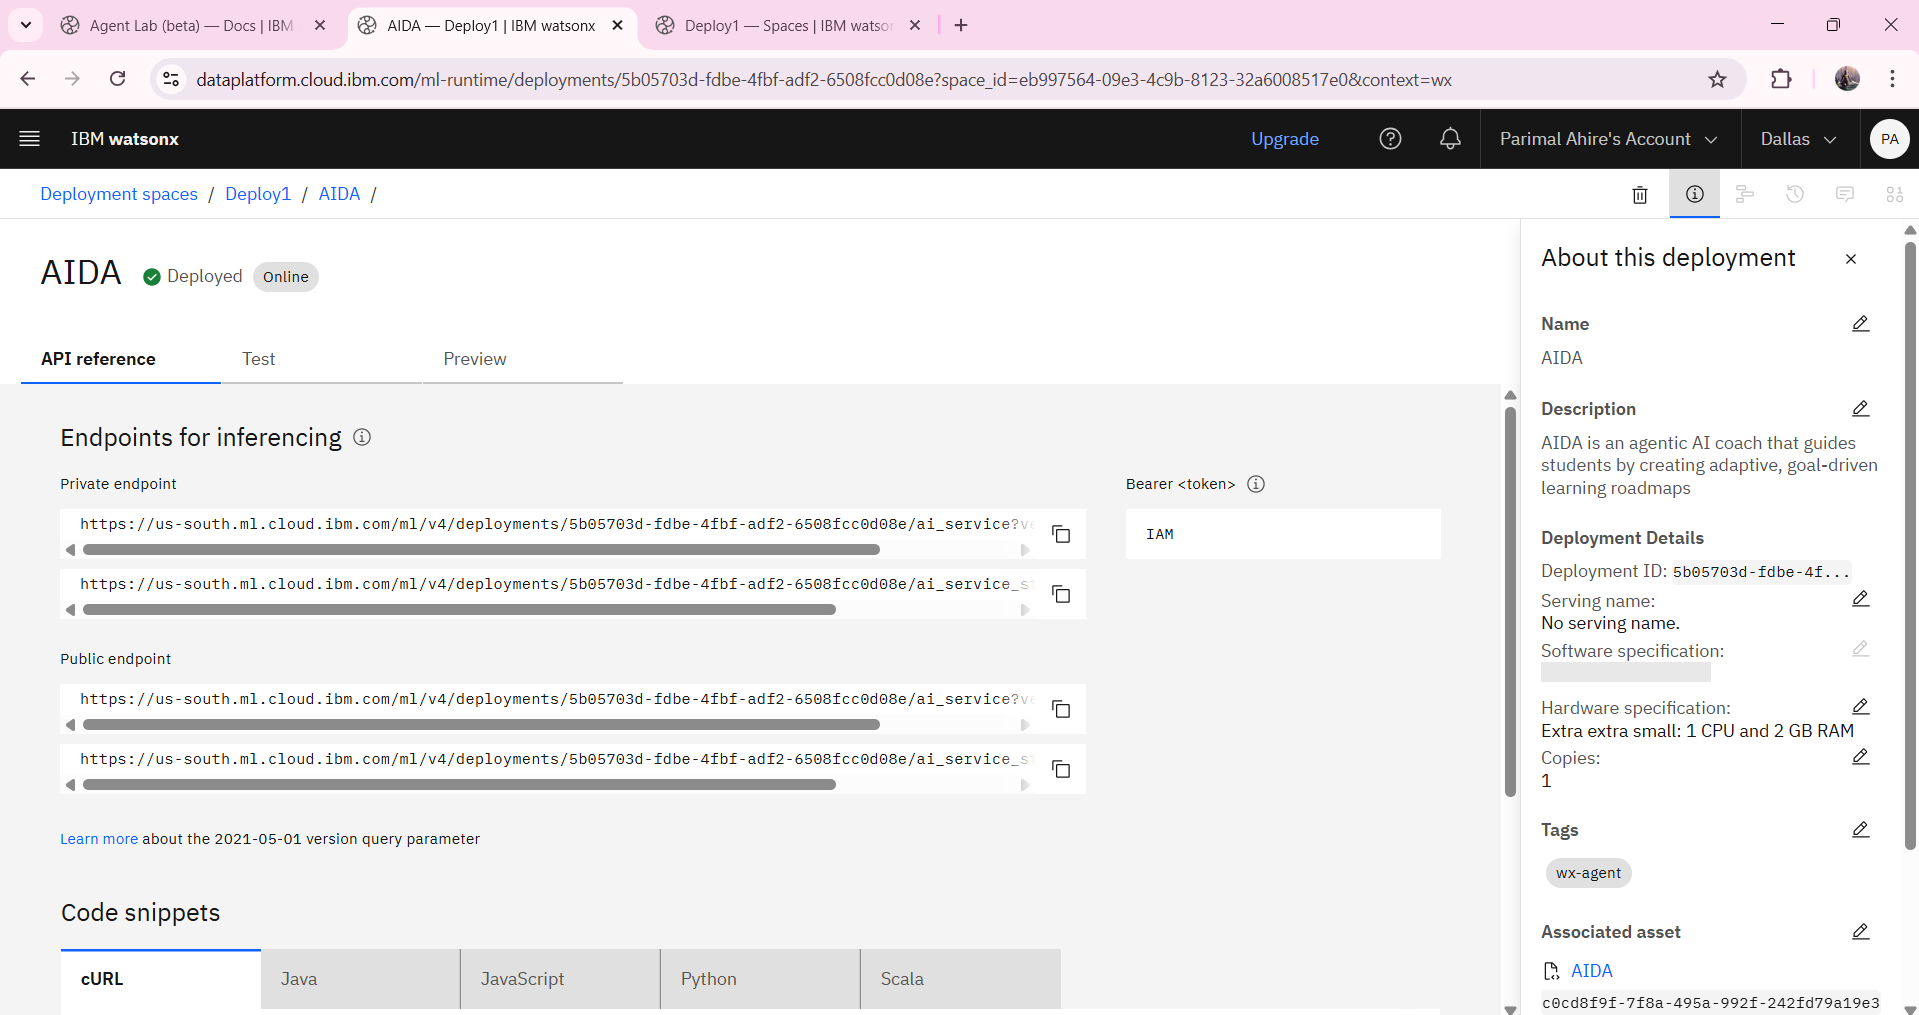 Agent Lab (beta) — Docs | IBM
AIDA — Deploy1 | IBM watsonx
Deploy1 — Spaces | IBM watso
dataplatform.cloud.ibm.com/ml-runtime/deployments/5b05703d-fdbe-4fbf-adf2-6508fcc0d08e?space_id=eb997564-09e3-4c9b-8123-32a6008517e0&context=wx
IBM watsonx
Upgrade
Parimal Ahire's Account
Dallas
PA
Deployment spaces / Deploy1 / AIDA /
AIDA
Deployed
Online
API reference
Test
Preview
Endpoints for inferencing
Private endpoint
https://us-south.ml.cloud.ibm.com/ml/v4/deployments/5b05703d-fdbe-4fbf-adf2-6508fcc0d08e/ai_service?ve
https://us-south.ml.cloud.ibm.com/ml/v4/deployments/5b05703d-fdbe-4fbf-adf2-6508fcc0d08e/ai_service_st
Bearer <token>
IAM
Public endpoint
https://us-south.ml.cloud.ibm.com/ml/v4/deployments/5b05703d-fdbe-4fbf-adf2-6508fcc0d08e/ai_service?ve
https://us-south.ml.cloud.ibm.com/ml/v4/deployments/5b05703d-fdbe-4fbf-adf2-6508fcc0d08e/ai_service_st
Learn more about the 2021-05-01 version query parameter
Code snippets
cURL
Java
JavaScript
Python
Scala
About this deployment
Name
AIDA
Description
AIDA is an agentic AI coach that guides
students by creating adaptive, goal-driven
learning roadmaps
Deployment Details
Deployment ID: 5b05703d-fdbe-4f...
Serving name:
No serving name.
Software specification:
Hardware specification:
Extra extra small: 1 CPU and 2 GB RAM
Copies:
1
Tags
wx-agent
Associated asset
AIDA
c0cd8f9f-7f8a-495a-992f-242fd79a19e3